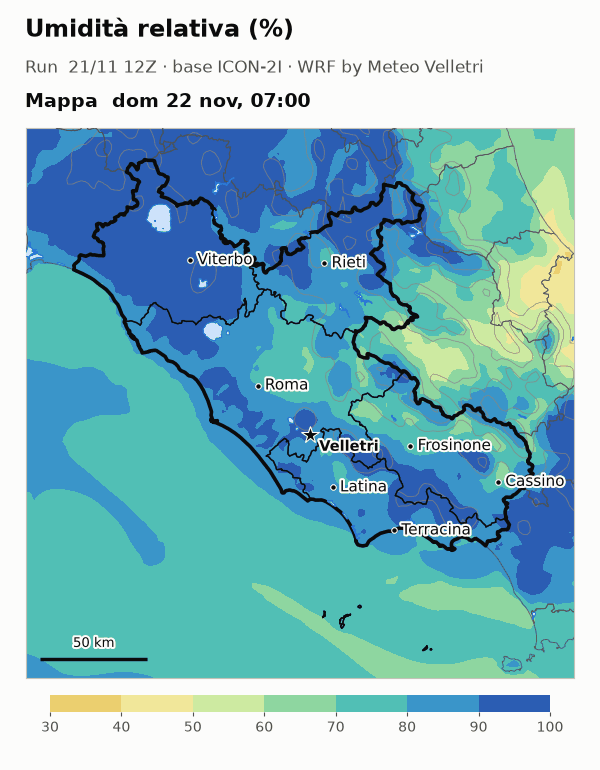 Umidità relativa (%)
Run  21/11 12Z · base ICON-2I · WRF by Meteo Velletri
Mappa  dom 22 nov, 07:00
Viterbo
Rieti
Roma
Velletri
Frosinone
Cassino
Latina
Terracina
50 km
30 40 50 60 70 80 90 100